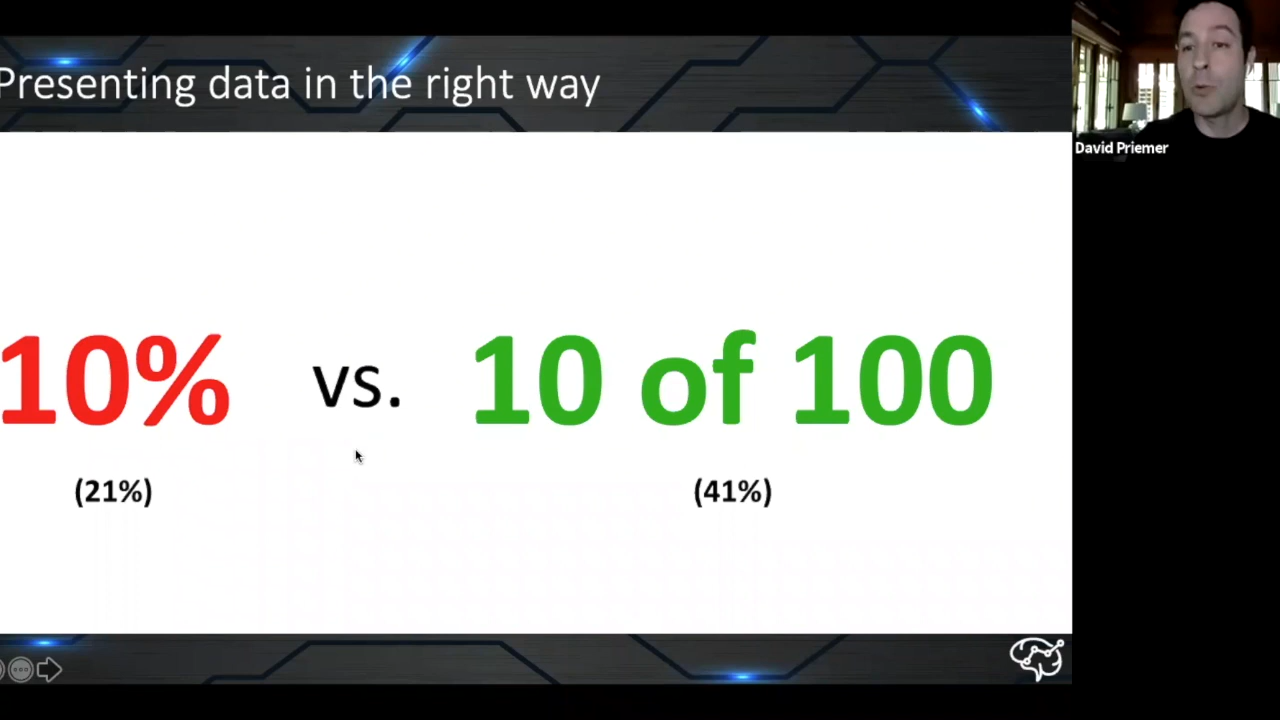 Presenting data in the right way
David Priemer
10% vs. 10 of 100
(21%) (41%)